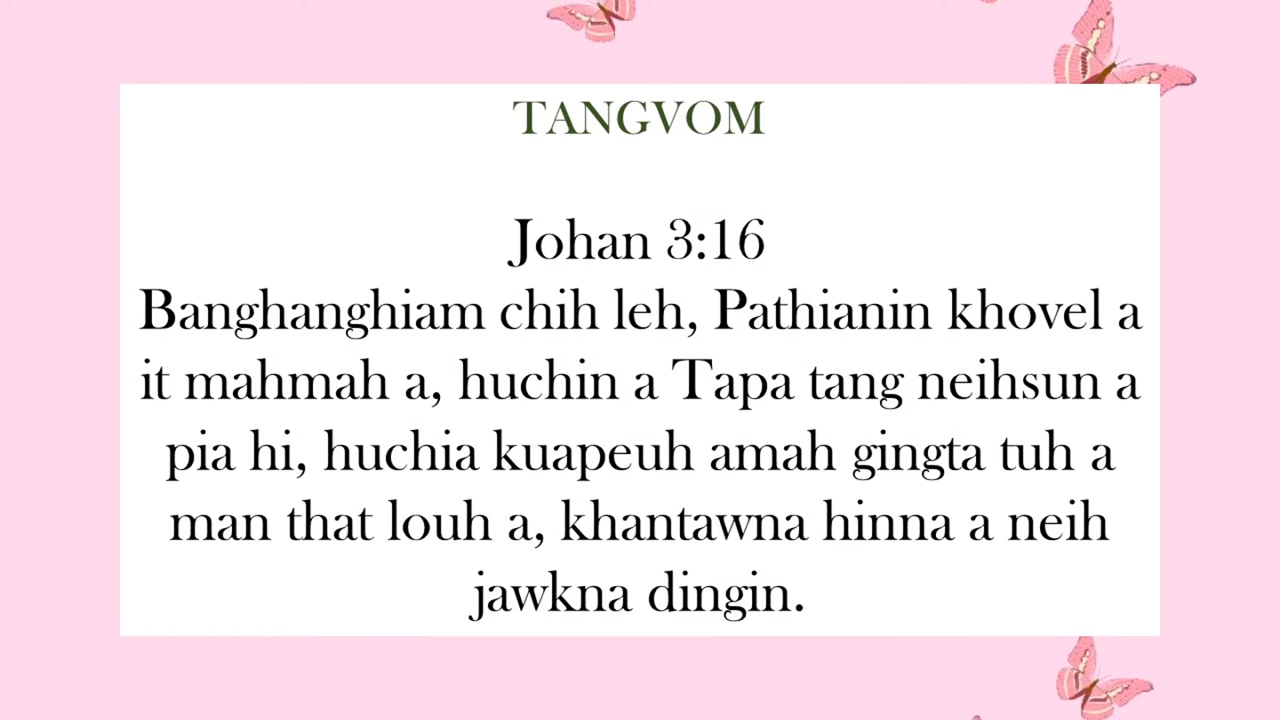 TANGVOM
Johan 3:16
Banghanghiam chih leh, Pathianin khovel a
it mahmah a, huchin a Tapa tang neihsun a
pia hi, huchia kuapeuh amah gingta tuh a
man that louh a, khantawna hinna a neih
jawkna dingin.